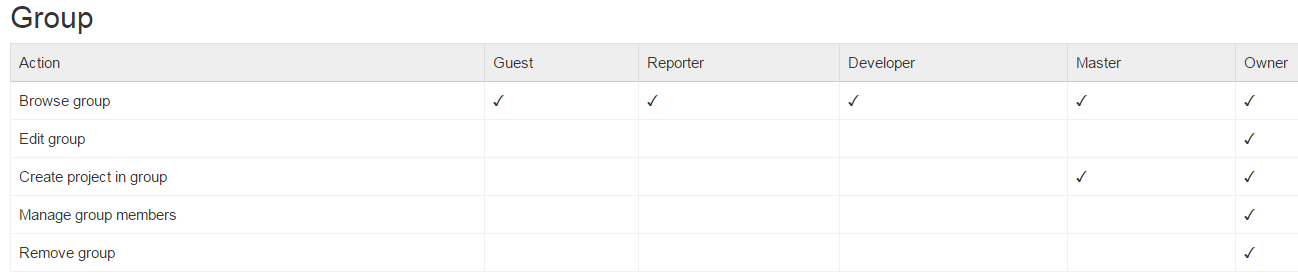 Group
Action Guest Reporter Developer Master Owner
Browse group ✓ ✓ ✓ ✓ ✓
Edit group ✓
Create project in group ✓ ✓
Manage group members ✓
Remove group ✓